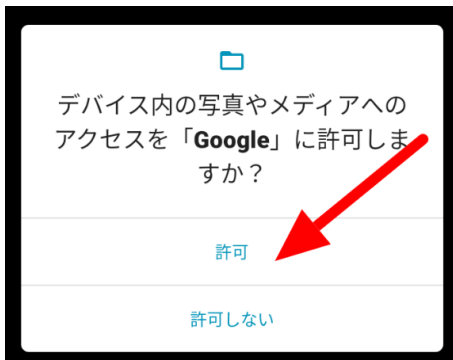 デバイス内の写真やメディアへの
アクセスを「Google」に許可しま
すか？
許可
許可しない